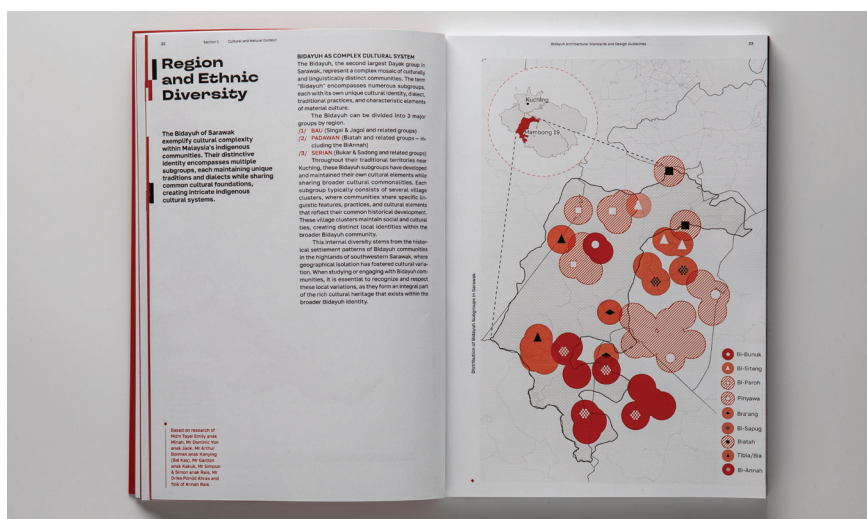 22
Section 1 Cultural and Natural Context
Region
and Ethnic
Diversity
The Bidayuh of Sarawak
exemplify cultural complexity
within Malaysia's indigenous
communities. Their distinctive
identity encompasses multiple
subgroups, each maintaining unique
traditions and dialects while sharing
common cultural foundations,
creating intricate indigenous
cultural systems.
BIDAYUH AS COMPLEX CULTURAL SYSTEM
The Bidayuh, the second largest Dayak group in
Sarawak, represent a complex mosaic of culturally
and linguistically distinct communities. The term
"Bidayuh" encompasses numerous subgroups,
each with its own unique cultural identity, dialect,
traditional practices, and characteristic elements
of material culture.
The Bidayuh can be divided into 3 major
groups by region.
/1/ BAU (Singai & Jagoi and related groups)
/2/ PADAWAN (Biatah and related groups – in-
cluding the BiAnnah)
/3/ SERIAN (Bukar & Sadong and related groups)
Throughout their traditional territories near
Kuching, these Bidayuh subgroups have developed
and maintained their own cultural elements while
sharing broader cultural commonalities. Each
subgroup typically consists of several village
clusters, where communities share specific lin-
guistic features, practices, and cultural elements
that reflect their common historical development.
These village clusters maintain social and cultural
ties, creating distinct local identities within the
broader Bidayuh community.
This internal diversity stems from the histor-
ical settlement patterns of Bidayuh communities
in the highlands of southwestern Sarawak, where
geographical isolation has fostered cultural varia-
tion. When studying or engaging with Bidayuh com-
munities, it is essential to recognize and respect
these local variations, as they form an integral part
of the rich cultural heritage that exists within the
broader Bidayuh identity.
Based on research of
Mdm Tayai Emily anak
Minah, Mr Dominic Yon
anak Jack, Mr Arthur
Borman anak Kanying
(Bai Kas), Mr Gordon
anak Kakuk, Mr Simpoun
& Simon anak Rais, Mr
folk of Annah Rais.
Bidayuh Architectural Standards and Design Guidelines
23
Kuching
Mambong 19
Distribution of Bidayuh Subgroups in Sarawak
Bi-Bunuk
Bi-Sitang
Bi-Paroh
Pinyawa
Bra'ang
Bi-Sapug
Biatah
Tibia/Bia
Bi-Annah